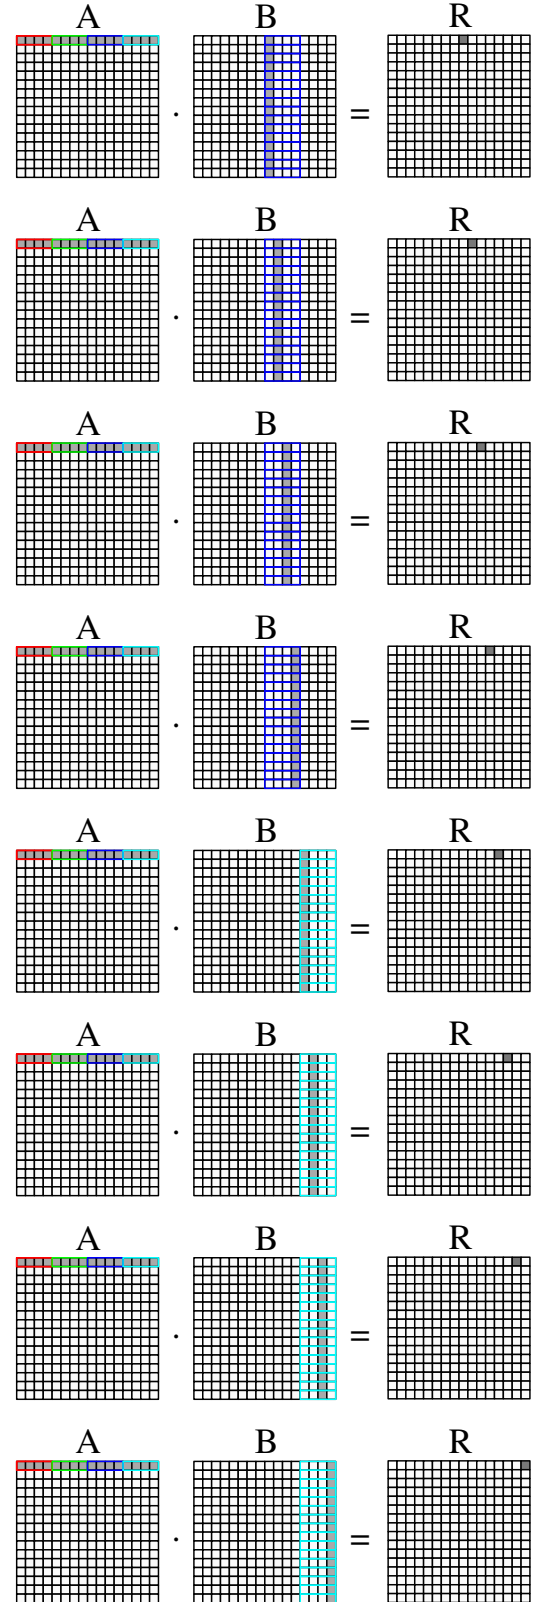 A B R
· =
A B R
· =
A B R
· =
A B R
· =
A B R
· =
A B R
· =
A B R
· =
A B R
· =